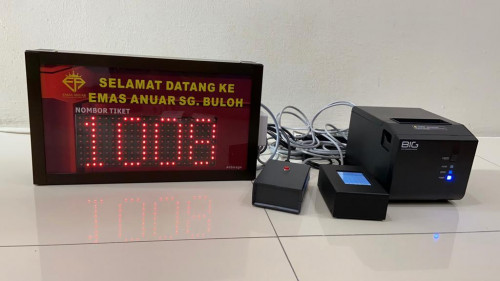 SELAMAT DATANG KE
EMAS ANUAR SG. BULOH
NOMBOR TIKET
1008
BIG